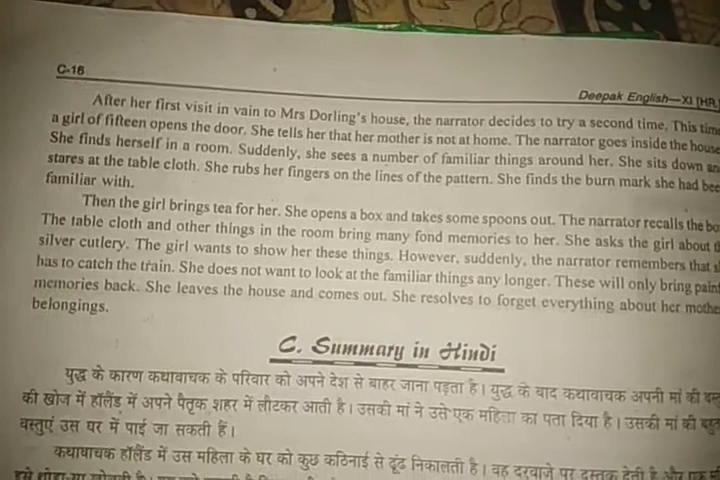 C-16
Deepak English—XI [HR.
After her first visit in vain to Mrs Dorling's house, the narrator decides to try a second time. This time
a girl of fifteen opens the door. She tells her that her mother is not at home. The narrator goes inside the house
She finds herself in a room. Suddenly, she sees a number of familiar things around her. She sits down
stares at the table cloth. She rubs her fingers on the lines of the pattern. She finds the burn mark she had
familiar with.
Then the girl brings tea for her. She opens a box and takes some spoons out. The narrator recalls the
The table cloth and other things in the room bring many fond memories to her. She asks the girl about
silver cutlery. The girl wants to show her these things. However, suddenly, the narrator remembers that
has to catch the train. She does not want to look at the familiar things any longer. These will only bring
memories back. She leaves the house and comes out. She resolves to forget everything about her
belongings.
C. Summary in Hindi
युद्ध के कारण कथावाचक के परिवार को अपने देश से बाहर जाना पड़ता है। युद्ध के बाद कथावाचक अपनी मां की
की खोज में हॉलैंड में अपने पैतृक शहर में लौटकर आती है। उसकी मां ने उसे एक महिला का पता दिया है। उसकी मां की
वस्तुएं उस घर में पाई जा सकती हैं।
कथावाचक हॉलैंड में उस महिला के घर को कुछ कठिनाई से ढूंढ निकालती है। वह दरवाजे पर दस्तक देती है और एक